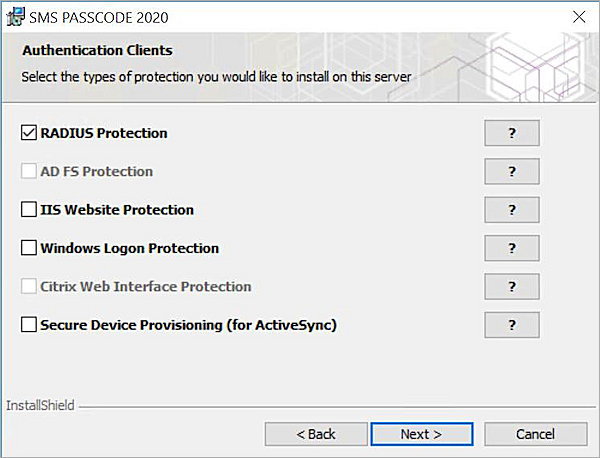 SMS PASSCODE 2020
Authentication Clients
Select the types of protection you would like to install on this server
RADIUS Protection ?
AD FS Protection ?
IIS Website Protection ?
Windows Logon Protection ?
Citrix Web Interface Protection ?
Secure Device Provisioning (for ActiveSync) ?
InstallShield
< Back Next > Cancel